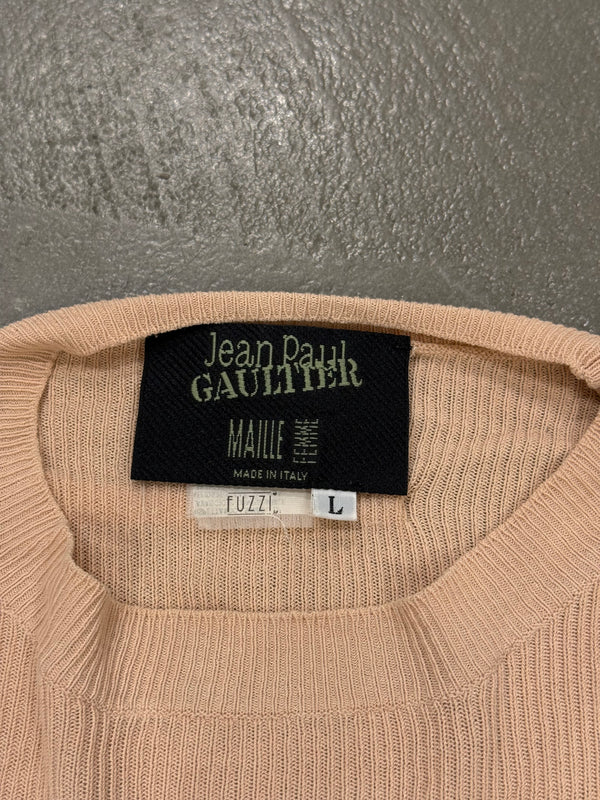 Jean Paul
GAULTIER
MAILLE FEMME
MADE IN ITALY
FUZZI
L